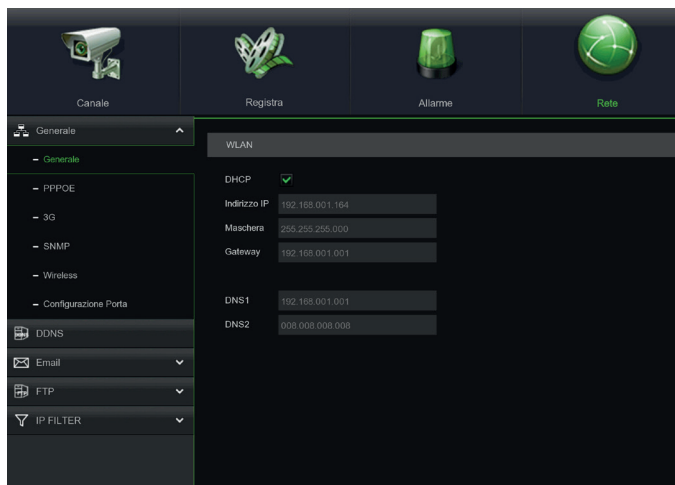 Canale
Registra
Allarme
Rete
Generale
Generale
PPPOE
3G
SNMP
Wireless
Configurazione Porta
DDNS
Email
FTP
IP FILTER
WLAN
DHCP
Indirizzo IP 192.168.001.164
Maschera 255.255.255.000
Gateway 192.168.001.001
DNS1 192.168.001.001
DNS2 008.008.008.008